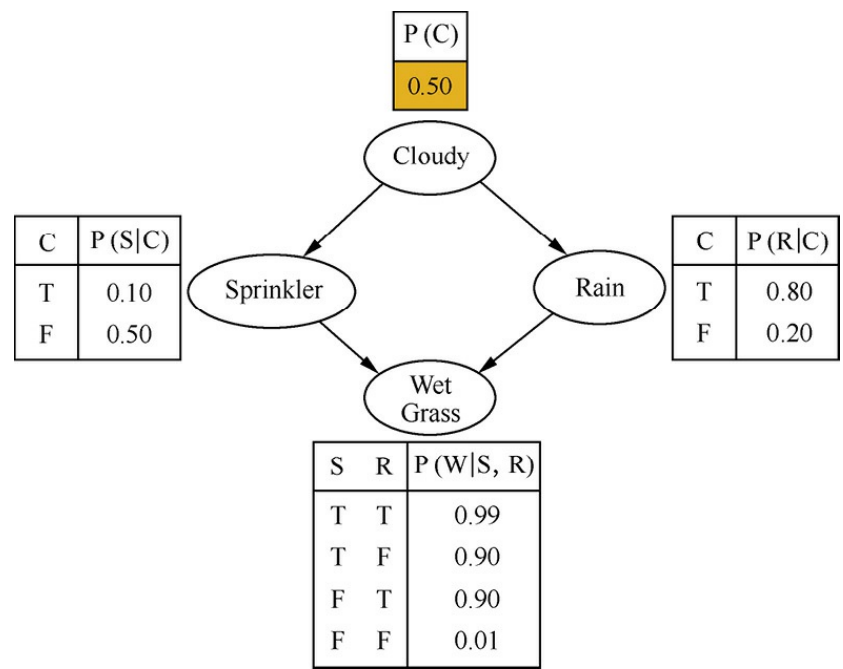 P (C)
0.50
Cloudy
C P (S|C)
T 0.10
F 0.50
Sprinkler
Rain
C P (R|C)
T 0.80
F 0.20
Wet
Grass
S R P (W|S, R)
T T 0.99
T F 0.90
F T 0.90
F F 0.01